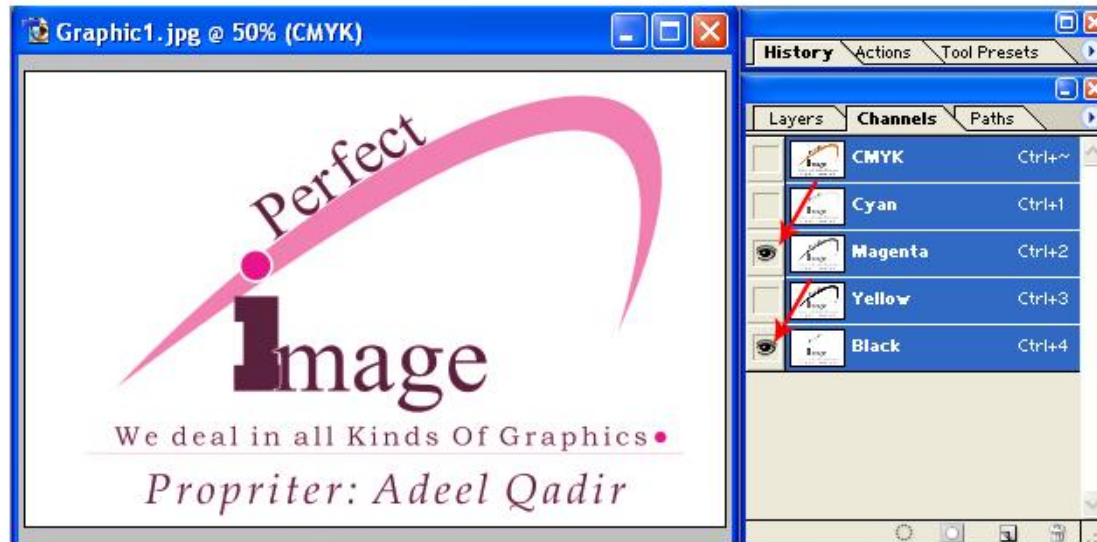 Graphic1.jpg @ 50% (CMYK)
Perfect
Image
We deal in all Kinds Of Graphics
Propriter: Adeel Qadir
History Actions Tool Presets
Layers Channels Paths
CMYK Ctrl+~
Cyan Ctrl+1
Magenta Ctrl+2
Yellow Ctrl+3
Black Ctrl+4